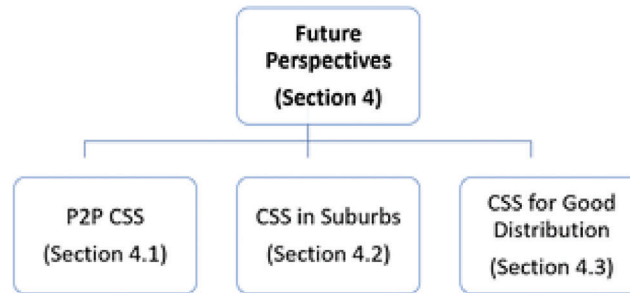 Future
Perspectives
(Section 4)
P2P CSS
(Section 4.1)
CSS in Suburbs
(Section 4.2)
CSS for Good
Distribution
(Section 4.3)